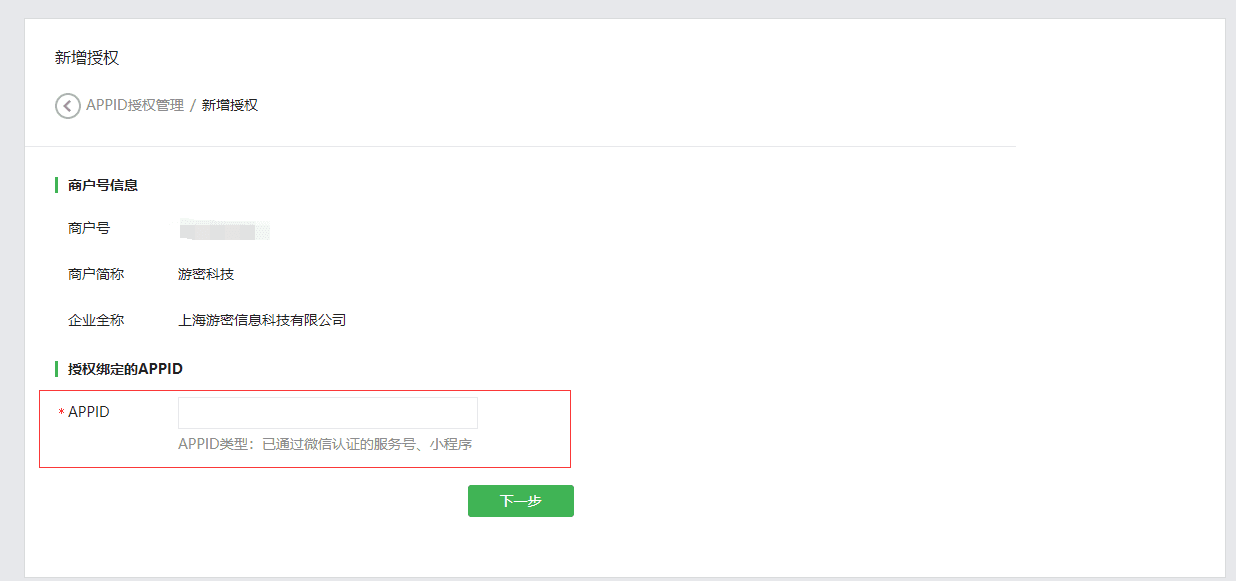 新增授权
APPID授权管理 / 新增授权
商户号信息
商户号
商户简称 游密科技
企业全称 上海游密信息科技有限公司
授权绑定的APPID
* APPID
APPID类型：已通过微信认证的服务号、小程序
下一步